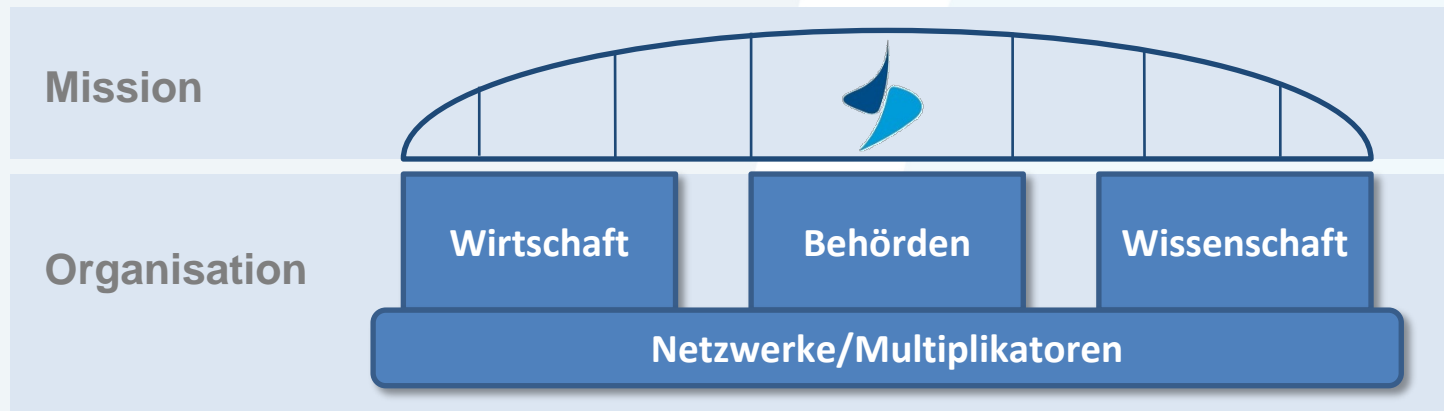 Mission
Organisation
Wirtschaft
Behörden
Wissenschaft
Netzwerke/Multiplikatoren